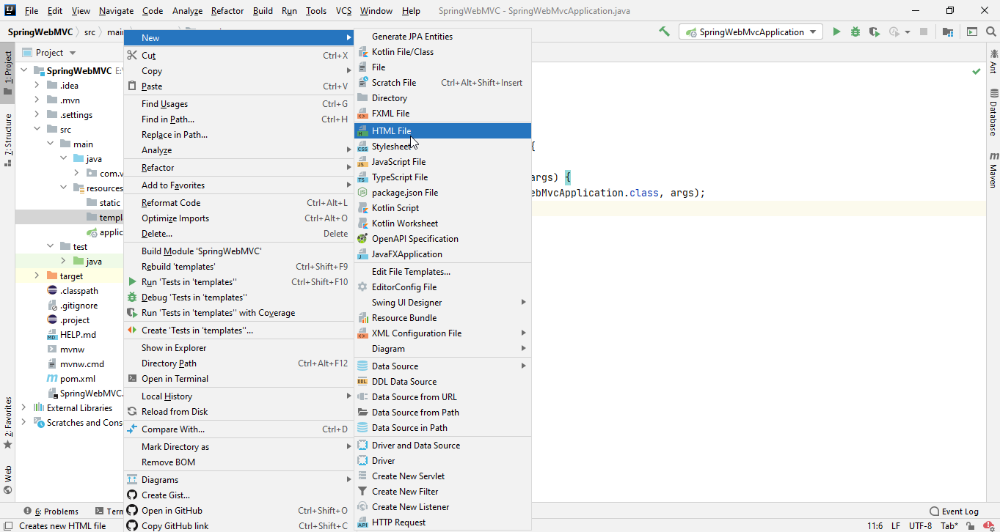 File Edit View Navigate Code Analyze Refactor Build Run Tools VCS Window Help SpringWebMVC - SpringWebMvcApplication.java
SpringWebMVC src
SpringWebMvcApplication
1: Project
7: Structure
2: Favorites
Web
Project
SpringWebMVC
.idea
.mvn
.settings
src
main
java
com.v
resources
static
templ
applic
test
java
target
.classpath
.gitignore
.project
HELP.md
mvnw
mvnw.cmd
pom.xml
SpringWebMVC.
External Libraries
Scratches and Cons
New
Cut Ctrl+X
Copy
Paste Ctrl+V
Find Usages Ctrl+G
Find in Path... Ctrl+H
Replace in Path...
Analyze
Refactor
Add to Favorites
Reformat Code Ctrl+Alt+L
Optimize Imports Ctrl+Alt+O
Delete... Delete
Build Module 'SpringWebMVC'
Rebuild 'templates' Ctrl+Shift+F9
Run 'Tests in 'templates'' Ctrl+Shift+F10
Debug 'Tests in 'templates''
Run 'Tests in 'templates'' with Coverage
Create 'Tests in 'templates''...
Show in Explorer
Directory Path Ctrl+Alt+F12
Open in Terminal
Local History
Reload from Disk
Compare With... Ctrl+D
Mark Directory as
Remove BOM
Diagrams
Create Gist...
Open in GitHub Ctrl+Shift+O
Copy GitHub link Ctrl+Shift+C
Generate JPA Entities
Kotlin File/Class
File
Scratch File Ctrl+Alt+Shift+Insert
Directory
FXML File
HTML File
Stylesheet
JavaScript File
TypeScript File
package.json File
Kotlin Script
Kotlin Worksheet
OpenAPI Specification
JavaFXApplication
Edit File Templates...
EditorConfig File
Swing UI Designer
Resource Bundle
XML Configuration File
Diagram
Data Source
DDL Data Source
Data Source from URL
Data Source from Path
Data Source in Path
Driver and Data Source
Driver
Create New Servlet
Create New Filter
Create New Listener
HTTP Request
{
args) {
ebMvcApplication.class, args);
Ant
Database
Maven
6: Problems Term
Event Log
Creates new HTML file
11:6 LF UTF-8 Tab*